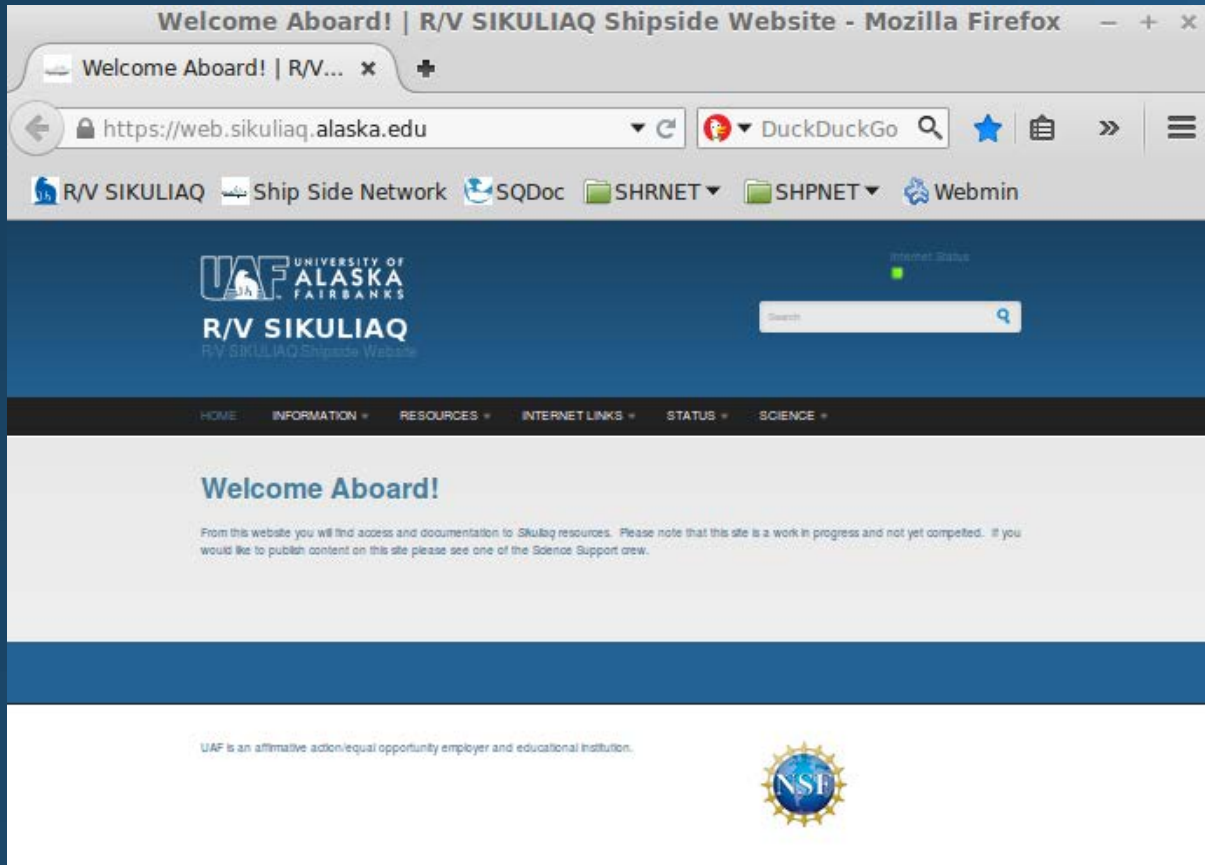 Welcome Aboard! | R/V SIKULIAQ Shipside Website - Mozilla Firefox
Welcome Aboard! | R/V...
https://web.sikuliaq.alaska.edu DuckDuckGo
R/V SIKULIAQ Ship Side Network SQDoc SHRNET SHPNET Webmin
UAF UNIVERSITY OF ALASKA FAIRBANKS
Internet Status
Search
R/V SIKULIAQ
R/V SIKULIAQ Shipside Website
HOME INFORMATION RESOURCES INTERNET LINKS STATUS SCIENCE
Welcome Aboard!
From this website you will find access and documentation to Sikuliaq resources. Please note that this site is a work in progress and not yet compelted. If you
would like to publish content on this site please see one of the Science Support crew.
UAF is an affirmative action/equal opportunity employer and educational institution.
NSF